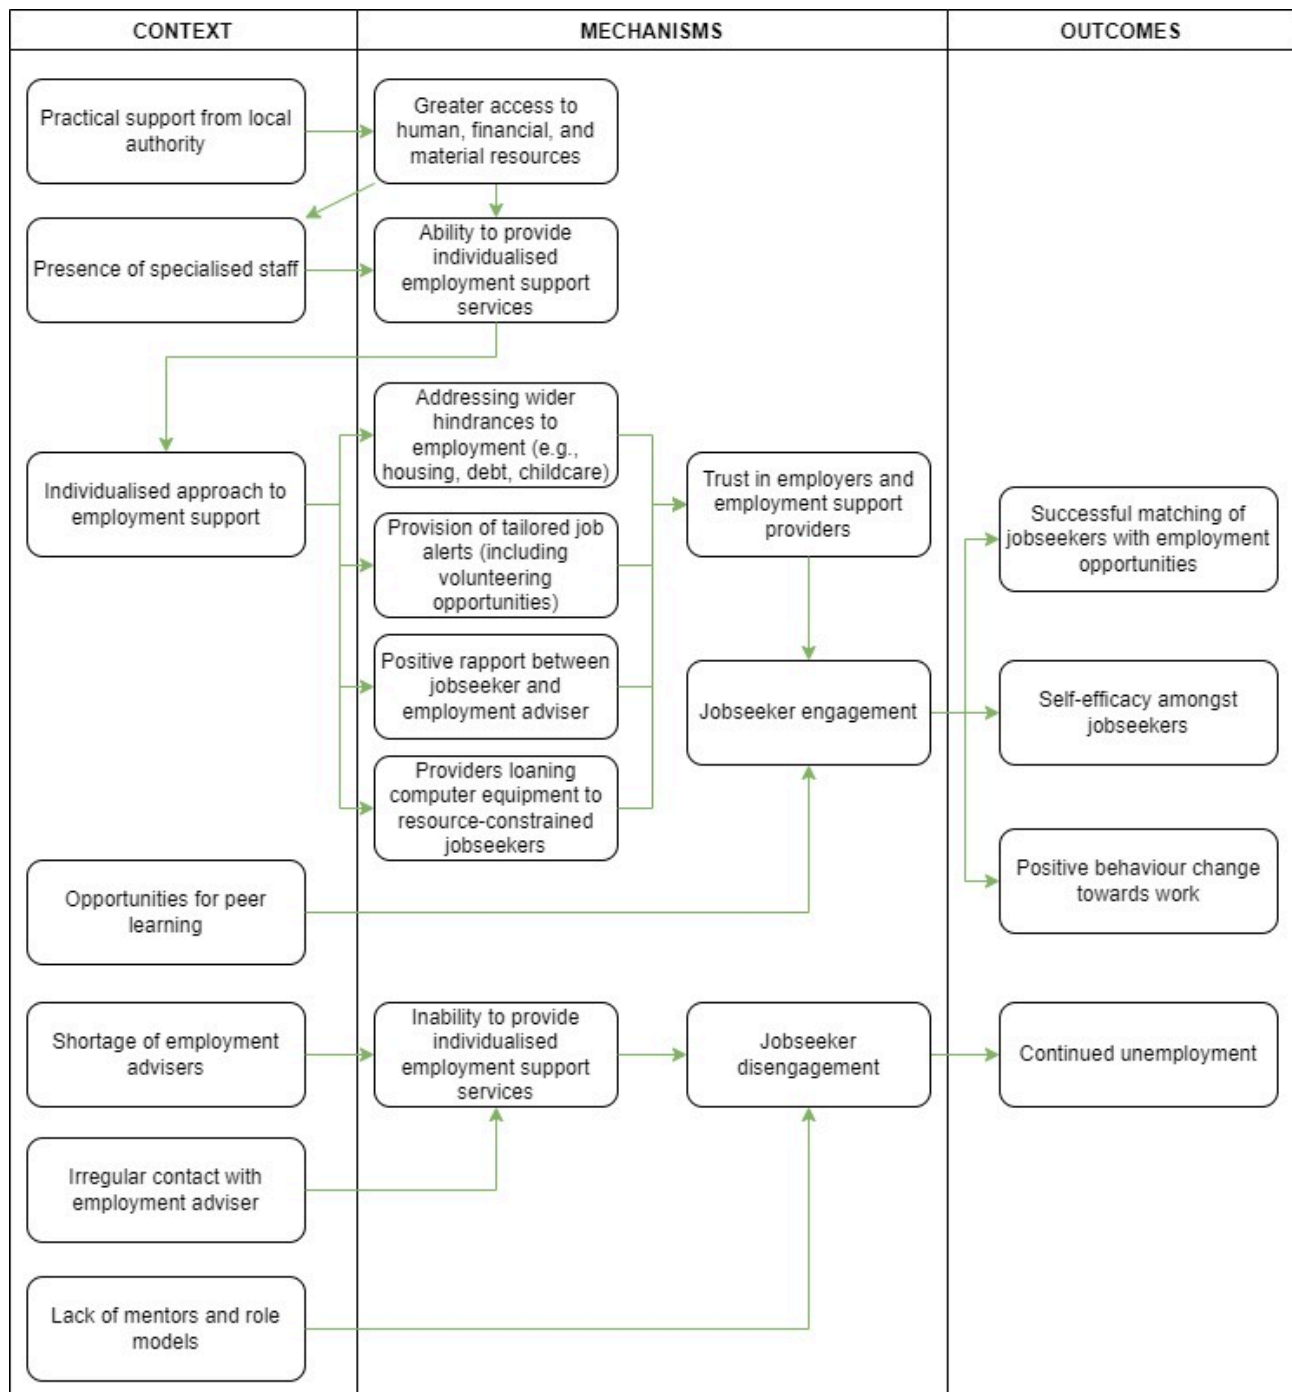 CONTEXT
MECHANISMS
OUTCOMES
Practical support from local
authority
Greater access to
human, financial, and
material resources
Presence of specialised staff
Ability to provide
individualised
employment support
services
Individualised approach to
employment support
Addressing wider
hindrances to
employment (e.g.,
housing, debt, childcare)
Provision of tailored job
alerts (including
volunteering
opportunities)
Positive rapport between
jobseeker and
employment adviser
Providers loaning
computer equipment to
resource-constrained
jobseekers
Trust in employers and
employment support
providers
Jobseeker engagement
Successful matching of
jobseekers with employment
opportunities
Self-efficacy amongst
jobseekers
Positive behaviour change
towards work
Opportunities for peer
learning
Shortage of employment
advisers
Inability to provide
individualised
employment support
services
Jobseeker
disengagement
Continued unemployment
Irregular contact with
employment adviser
Lack of mentors and role
models